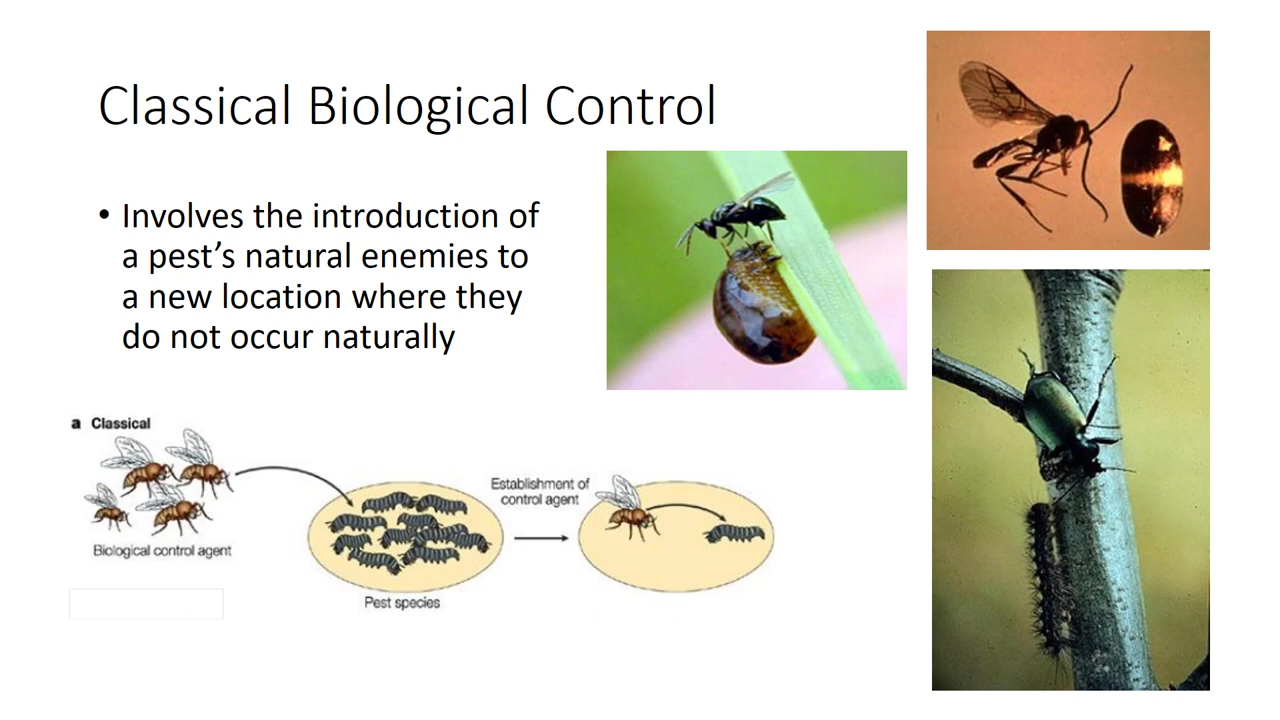 Classical Biological Control
• Involves the introduction of
a pest’s natural enemies to
a new location where they
do not occur naturally
a Classical
Biological control agent
Pest species
Establishment of
control agent